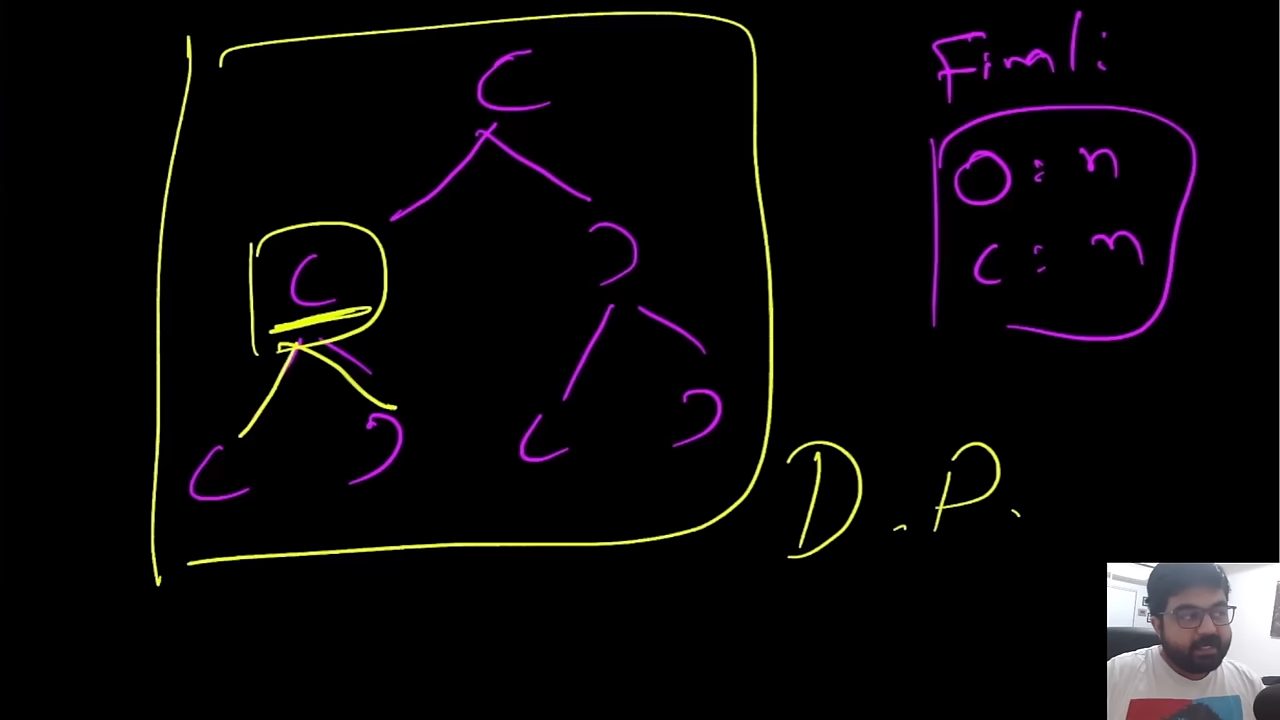 (
( )
( ) ( )
Final:
O: n
C: n
D.P.